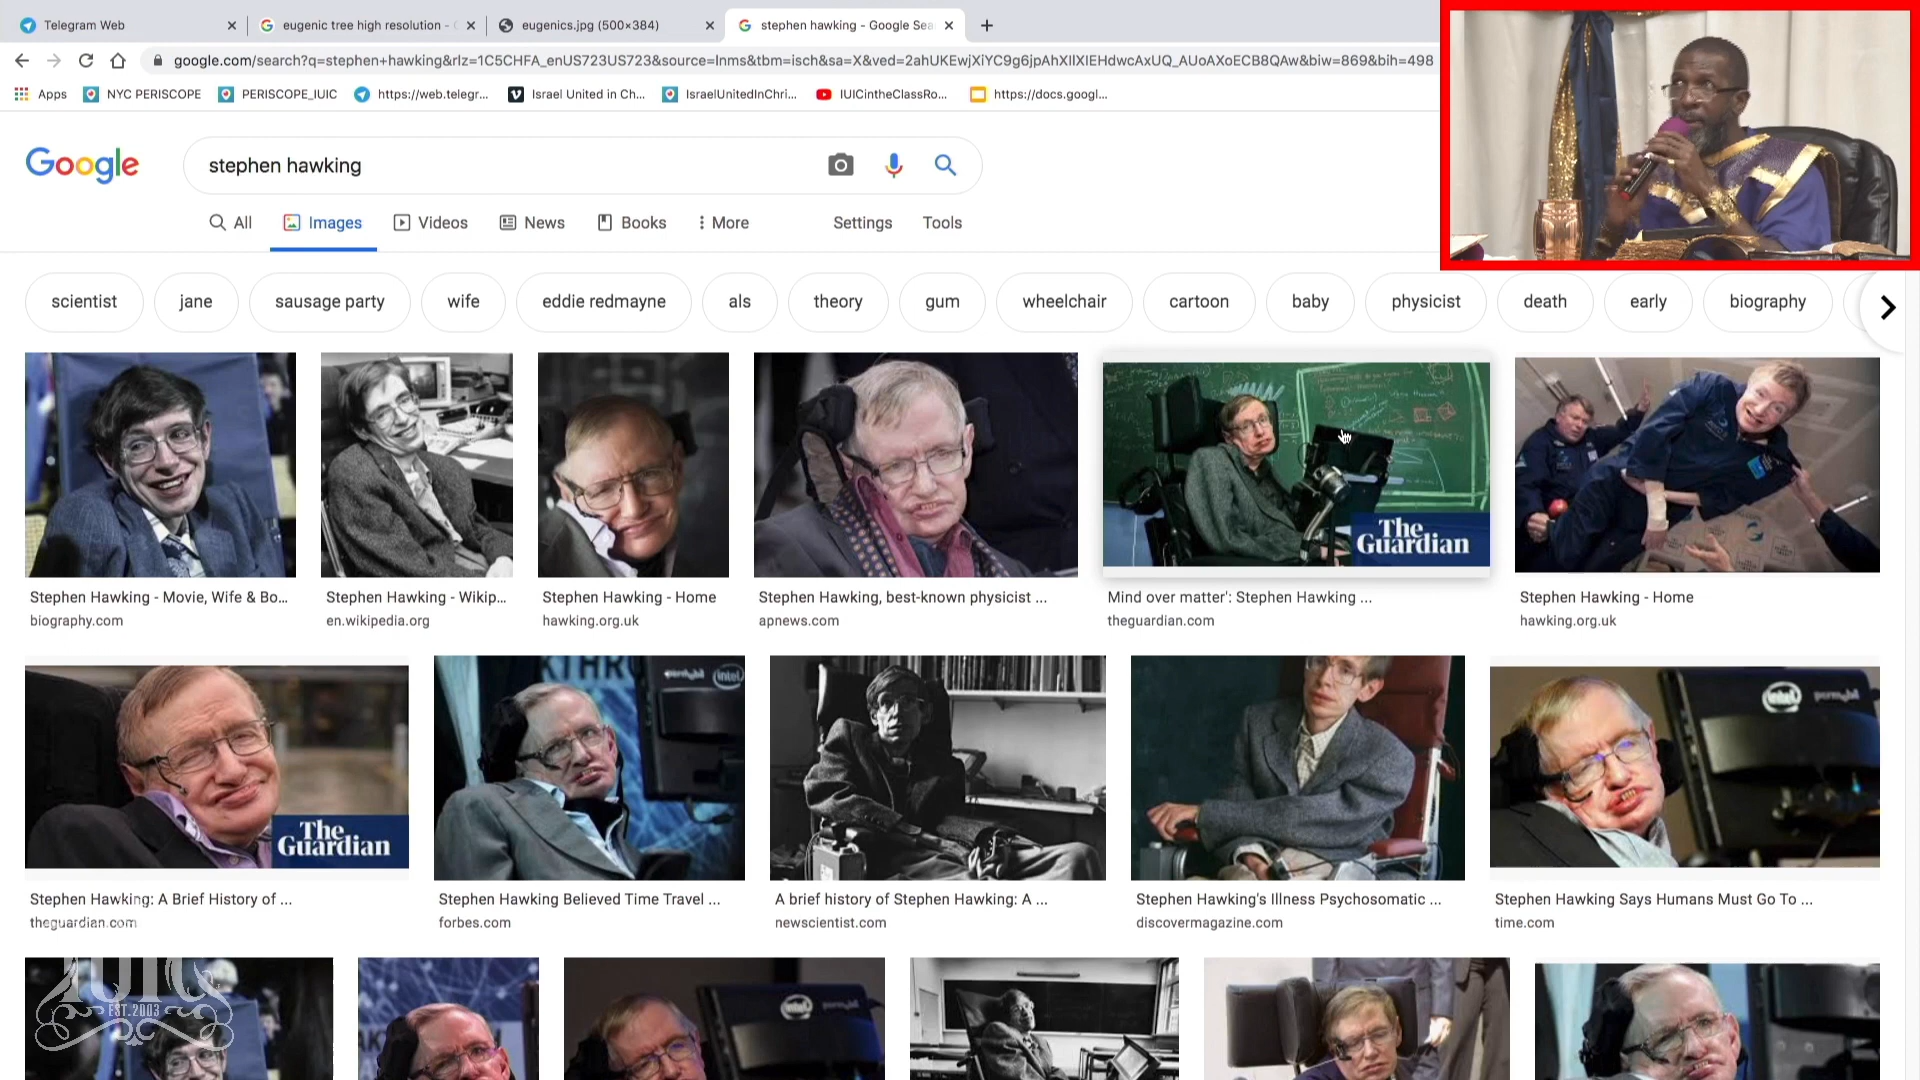 Telegram Web
eugenic tree high resolution -
eugenics.jpg (500×384)
stephen hawking - Google Sea
google.com/search?q=stephen+hawking&rlz=1C5CHFA_enUS723US723&source=lnms&tbm=isch&sa=X&ved=2ahUKEwjXiYC9g6jpAhXlIXIEHdwcAxUQ_AUoAXoECB8QAw&biw=869&bih=498
Apps
NYC PERISCOPE
PERISCOPE_IUIC
https://web.telegr...
Israel United in Ch...
IsraelUnitedInChri...
IUICintheClassRo...
https://docs.googl...
Google
stephen hawking
All
Images
Videos
News
Books
More
Settings
Tools
scientist
jane
sausage party
wife
eddie redmayne
als
theory
gum
wheelchair
cartoon
baby
physicist
death
early
biography
The
Guardian
Stephen Hawking - Movie, Wife & Bo...
biography.com
Stephen Hawking - Wikip...
en.wikipedia.org
Stephen Hawking - Home
hawking.org.uk
Stephen Hawking, best-known physicist ...
apnews.com
Mind over matter': Stephen Hawking ...
theguardian.com
Stephen Hawking - Home
hawking.org.uk
The
Guardian
intel
intel
Stephen Hawking: A Brief History of ...
theguardian.com
Stephen Hawking Believed Time Travel ...
forbes.com
A brief history of Stephen Hawking: A ...
newscientist.com
Stephen Hawking's Illness Psychosomatic ...
discovermagazine.com
Stephen Hawking Says Humans Must Go To ...
time.com
IUIC
EST.2003
intel